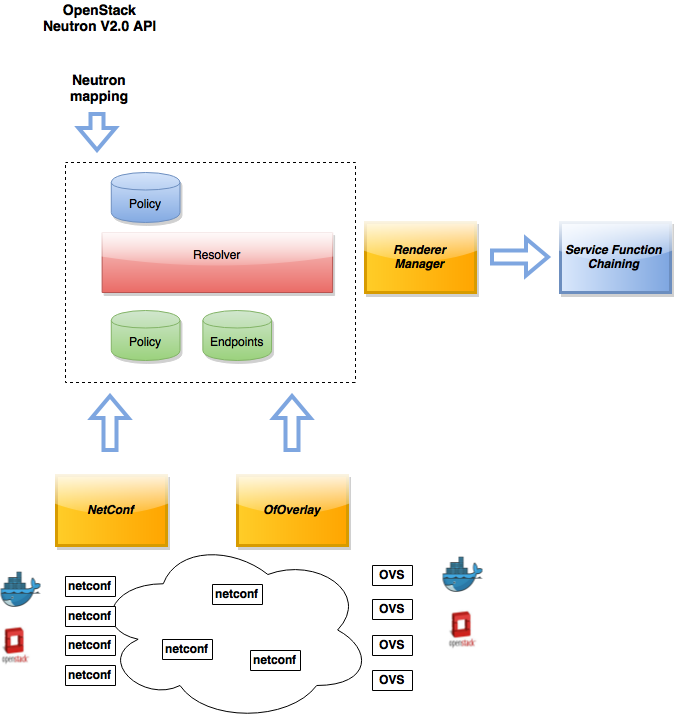 OpenStack
Neutron V2.0 API
Neutron
mapping
Policy
Resolver
Policy
Endpoints
Renderer
Manager
Service Function
Chaining
NetConf
OfOverlay
netconf
netconf
netconf
netconf
openstack
netconf
netconf
netconf
OVS
OVS
OVS
OVS
openstack